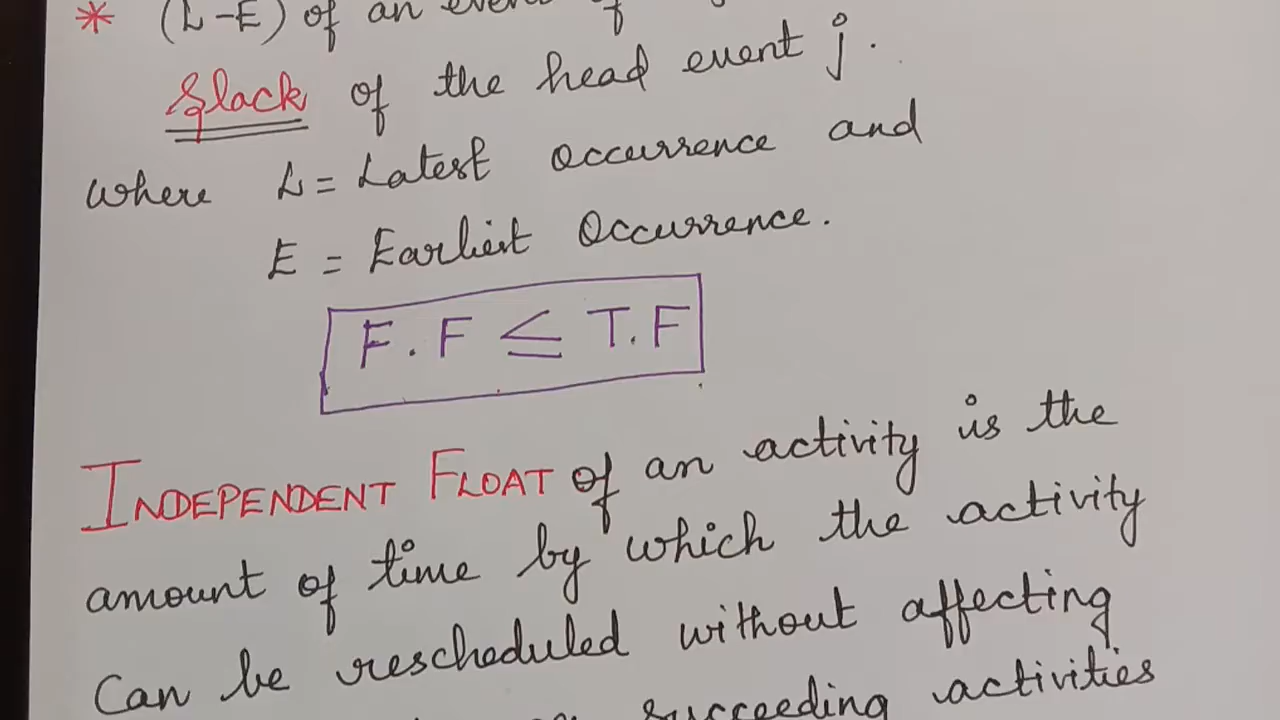 * (L-E) of an event
Slack of the head event j.
where L = Latest Occurrence and
E = Earliest Occurrence.
F.F ≤ T.F
INDEPENDENT FLOAT of an activity is the
amount of time by which the activity
Can be rescheduled without affecting
succeeding activities